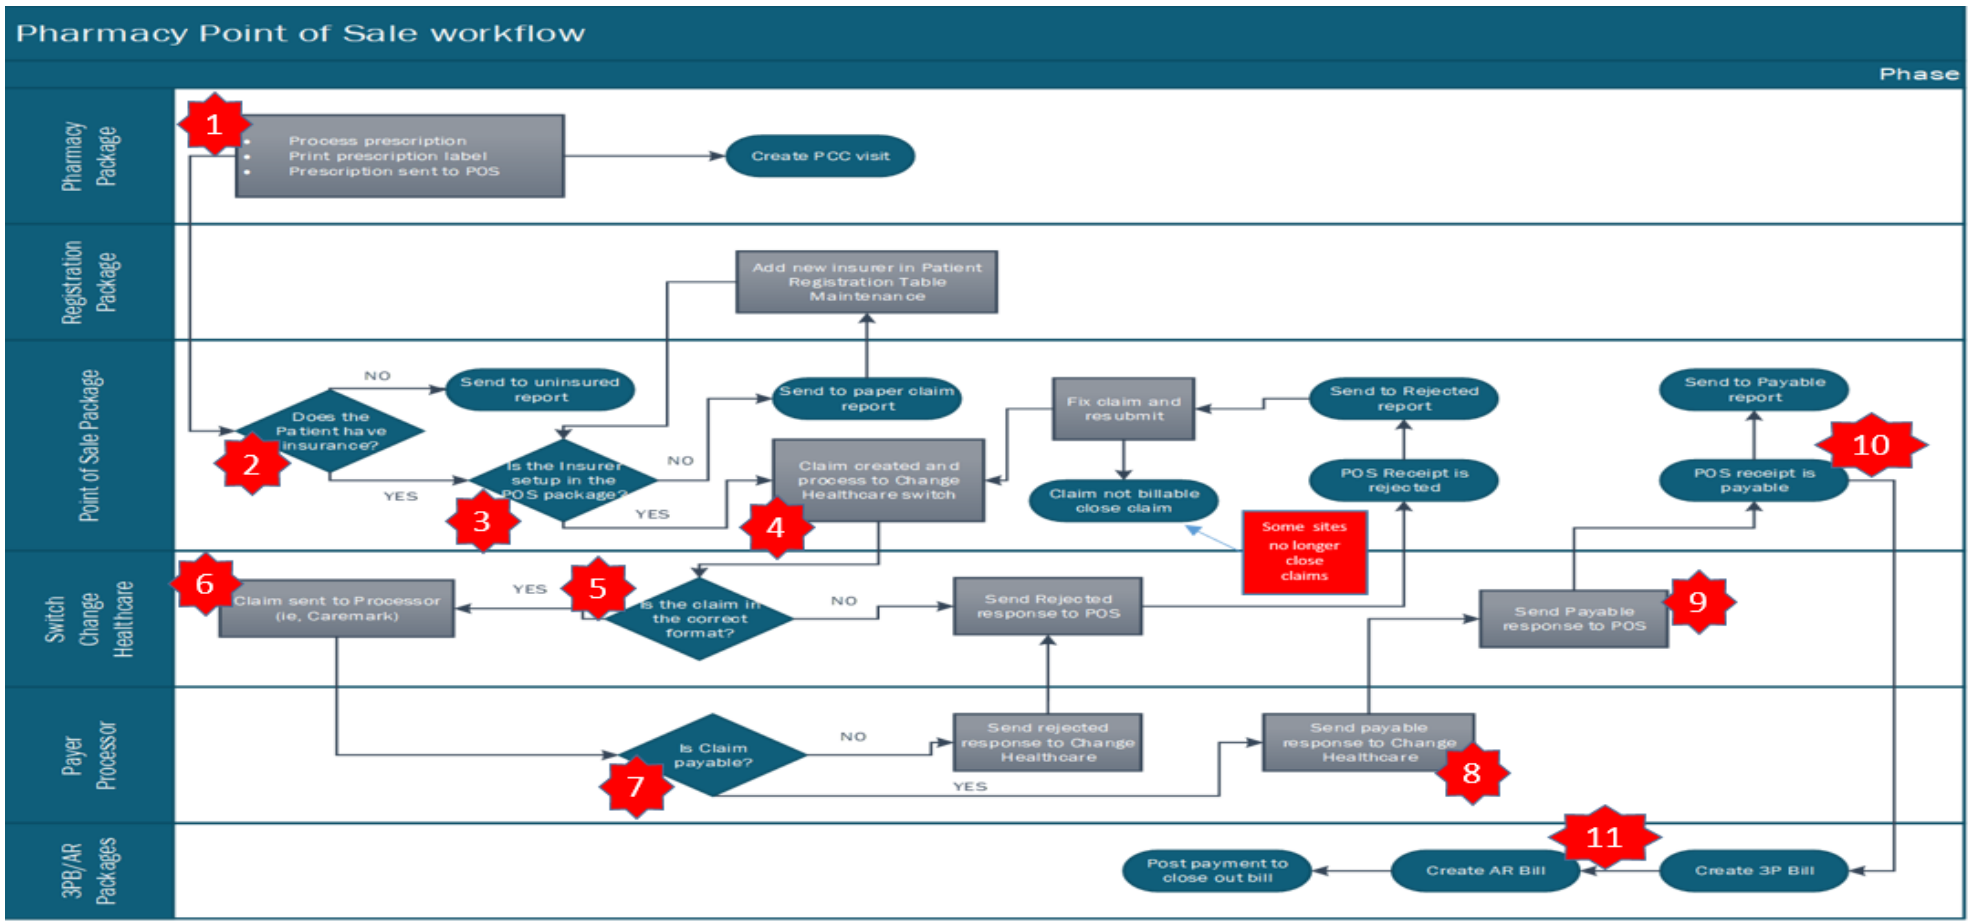 Pharmacy Point of Sale workflow
Phase
Pharmacy
Package
1
Process prescription
Print prescription label
Prescription sent to POS
Create PCC visit
Registration
Package
Add new insurer in Patient
Registration Table
Maintenance
Point of Sale Package
Does the
Patient have
insurance?
2
NO
YES
Send to uninsured
report
Is the Insurer
setup in the
POS package?
3
NO
YES
Send to paper claim
report
Claim created and
process to Change
Healthcare switch
4
Fix claim and
resubmit
Claim not billable
close claim
Some sites
no longer
close
claims
Send to Rejected
report
POS Receipt is
rejected
Send to Payable
report
POS receipt is
payable
10
Switch
Change
Healthcare
6
Claim sent to Processor
(ie, Caremark)
YES
5
Is the claim in
the correct
format?
NO
Send Rejected
response to POS
Send Payable
response to POS
9
Payer
Processor
Is Claim
payable?
7
NO
YES
Send rejected
response to Change
Healthcare
Send payable
response to Change
Healthcare
8
3PB/AR
Packages
Post payment to
close out bill
Create AR Bill
11
Create 3P Bill